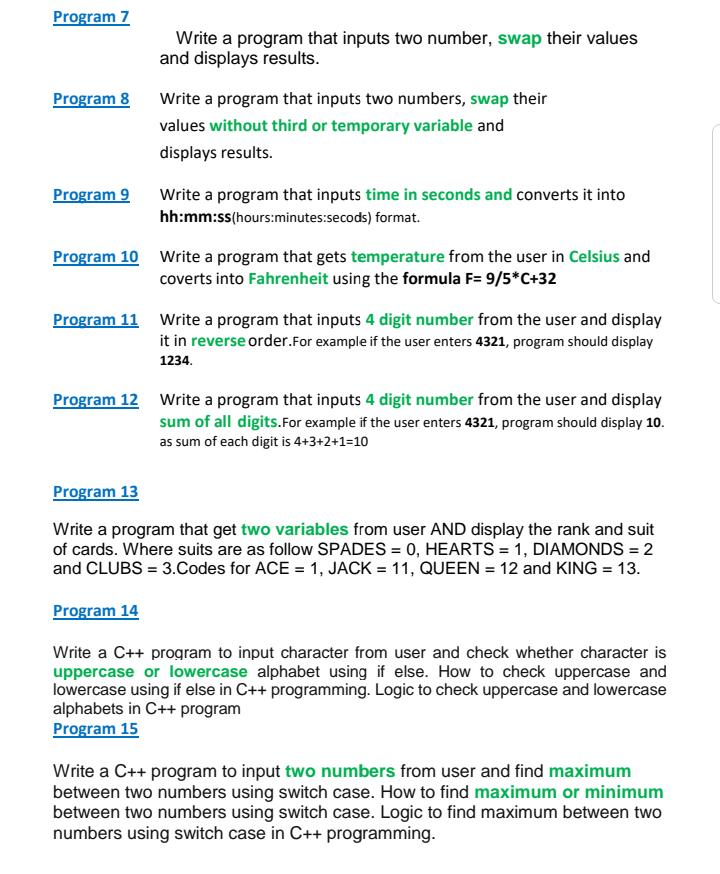 Program 7
Write a program that inputs two number, swap their values
and displays results.
Program 8 Write a program that inputs two numbers, swap their
values without third or temporary variable and
displays results.
Program 9 Write a program that inputs time in seconds and converts it into
hh:mm:ss(hours:minutes:secods) format.
Program 10 Write a program that gets temperature from the user in Celsius and
coverts into Fahrenheit using the formula F= 9/5*C+32
Program 11 Write a program that inputs 4 digit number from the user and display
it in reverse order.For example if the user enters 4321, program should display
1234.
Program 12 Write a program that inputs 4 digit number from the user and display
sum of all digits.For example if the user enters 4321, program should display 10.
as sum of each digit is 4+3+2+1=10
Program 13
Write a program that get two variables from user AND display the rank and suit
of cards. Where suits are as follow SPADES = 0, HEARTS = 1, DIAMONDS = 2
and CLUBS = 3.Codes for ACE = 1, JACK = 11, QUEEN = 12 and KING = 13.
Program 14
Write a C++ program to input character from user and check whether character is
uppercase or lowercase alphabet using if else. How to check uppercase and
lowercase using if else in C++ programming. Logic to check uppercase and lowercase
alphabets in C++ program
Program 15
Write a C++ program to input two numbers from user and find maximum
between two numbers using switch case. How to find maximum or minimum
between two numbers using switch case. Logic to find maximum between two
numbers using switch case in C++ programming.